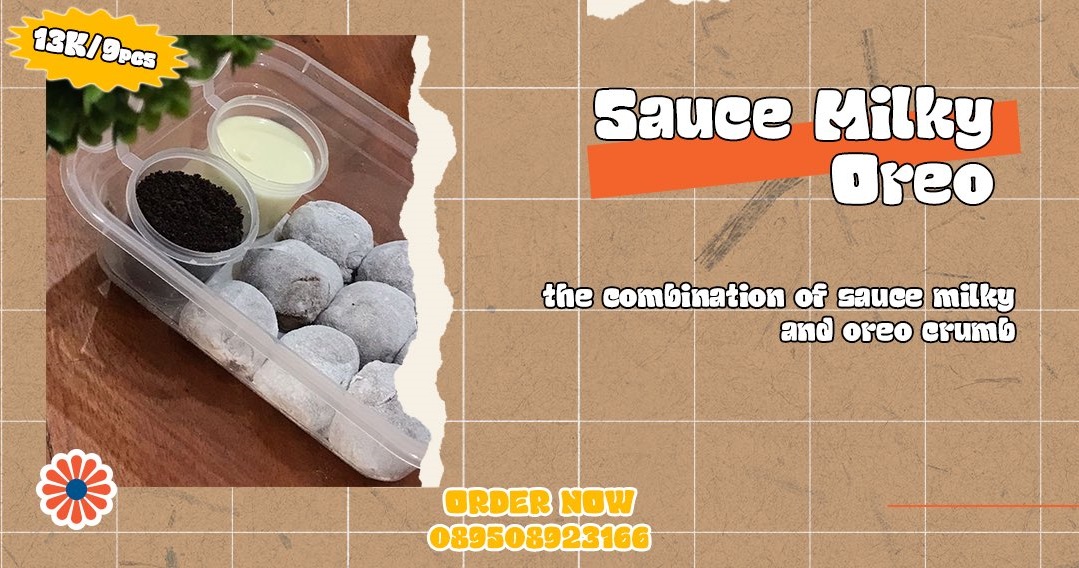 13K/9pcs
Sauce Milky
Oreo
the combination of sauce milky
and oreo crumb
ORDER NOW
089508923166